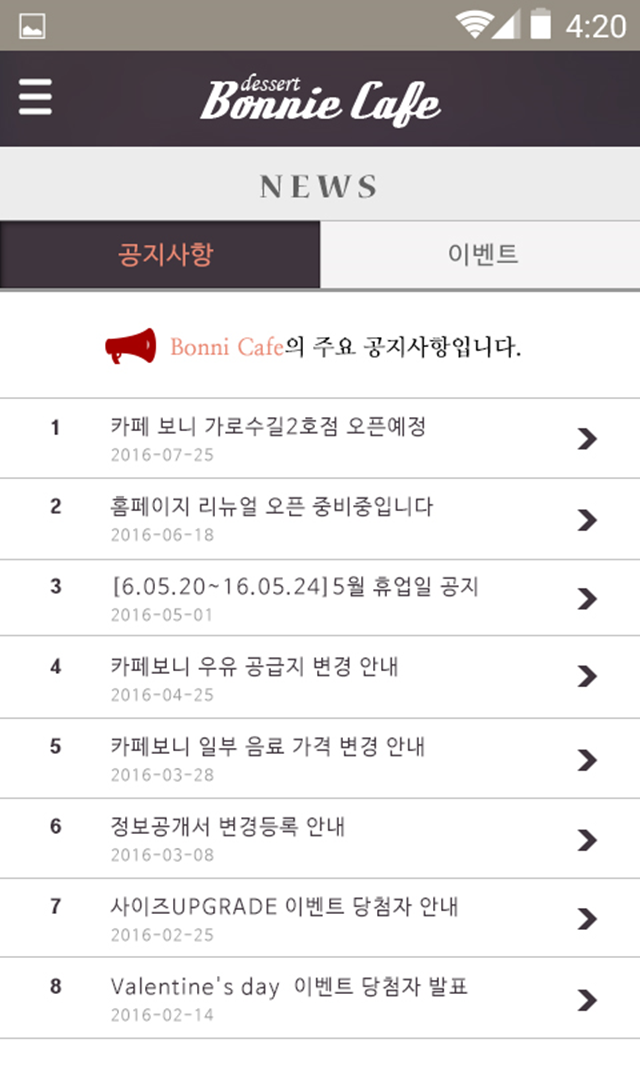 4:20
dessert
Bonnie Cafe
NEWS
공지사항
이벤트
Bonni Cafe의 주요 공지사항입니다.
1
카페 보니 가로수길2호점 오픈예정
2016-07-25
2
홈페이지 리뉴얼 오픈 중비중입니다
2016-06-18
3
[6.05.20~16.05.24]5월 휴업일 공지
2016-05-01
4
카페보니 우유 공급지 변경 안내
2016-04-25
5
카페보니 일부 음료 가격 변경 안내
2016-03-28
6
정보공개서 변경등록 안내
2016-03-08
7
사이즈UPGRADE 이벤트 당첨자 안내
2016-02-25
8
Valentine's day 이벤트 당첨자 발표
2016-02-14